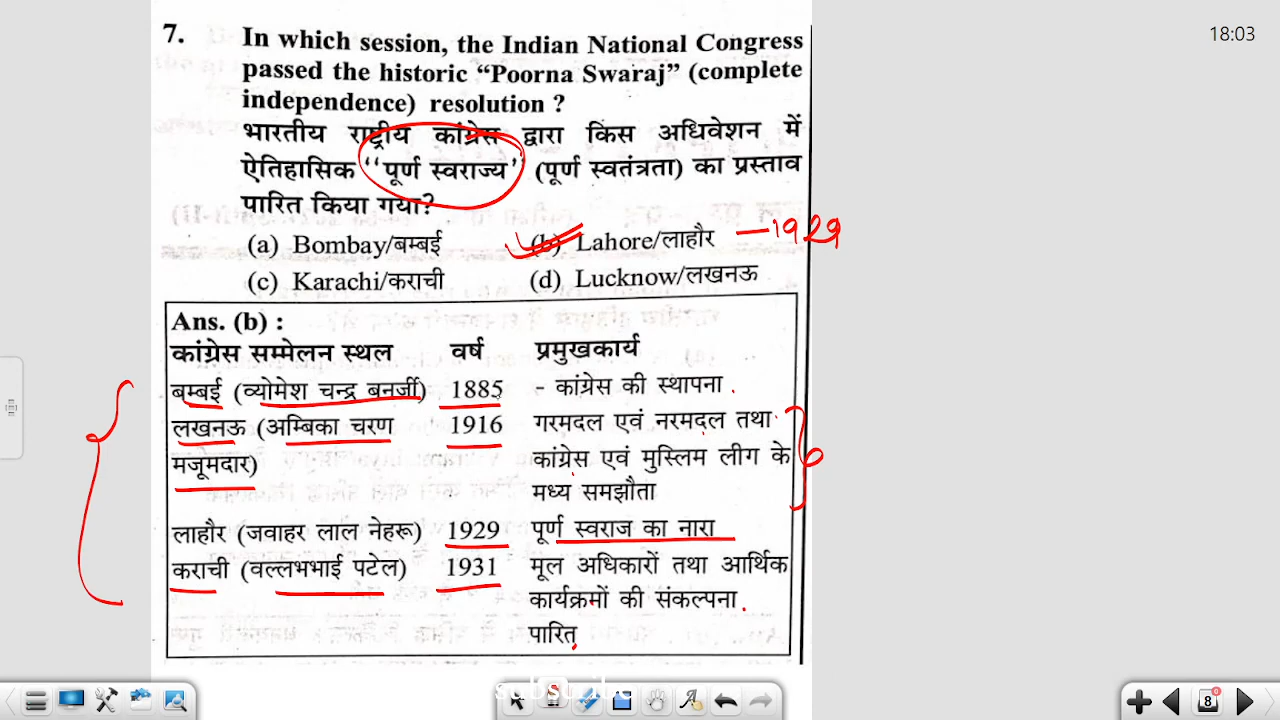 18:03
7. In which session, the Indian National Congress
passed the historic “Poorna Swaraj” (complete
independence) resolution ?
भारतीय राष्ट्रीय कांग्रेस द्वारा किस अधिवेशन में
ऐतिहासिक ‘‘पूर्ण स्वराज्य’’ (पूर्ण स्वतंत्रता) का प्रस्ताव
पारित किया गया?
(a) Bombay/बम्बई (b) Lahore/लाहौर – 1929
(c) Karachi/कराची (d) Lucknow/लखनऊ
Ans. (b) :
कांग्रेस सम्मेलन स्थल वर्ष प्रमुखकार्य
बम्बई (व्योमेश चन्द्र बनर्जी) 1885 - कांग्रेस की स्थापना
लखनऊ (अम्बिका चरण 1916 गरमदल एवं नरमदल तथा
मजूमदार) कांग्रेस एवं मुस्लिम लीग के
मध्य समझौता
लाहौर (जवाहर लाल नेहरू) 1929 पूर्ण स्वराज का नारा
कराची (वल्लभभाई पटेल) 1931 मूल अधिकारों तथा आर्थिक
कार्यक्रमों की संकल्पना
पारित
8